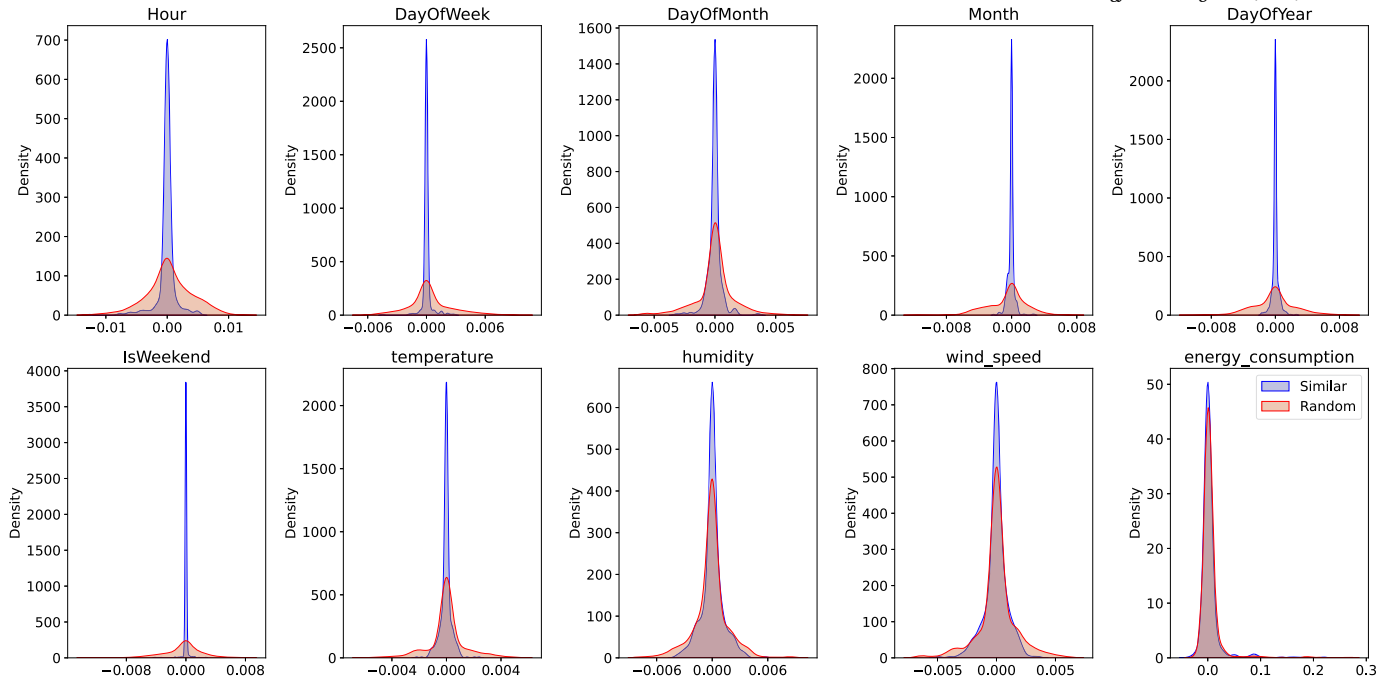 Hour
DayOfWeek
DayOfMonth
Month
DayOfYear
700
600
500
400
300
200
100
0
Density
−0.01 0.00 0.01
2500
2000
1500
1000
500
0
Density
−0.006 0.000 0.006
1600
1400
1200
1000
800
600
400
200
0
Density
−0.005 0.000 0.005
2000
1500
1000
500
0
Density
−0.008 0.000 0.008
2000
1500
1000
500
0
Density
−0.008 0.000 0.008
IsWeekend
temperature
humidity
wind_speed
energy_consumption
4000
3500
3000
2500
2000
1500
1000
500
0
Density
−0.008 0.000 0.008
2000
1500
1000
500
0
Density
−0.004 0.000 0.004
600
500
400
300
200
100
0
Density
−0.006 0.000 0.006
800
700
600
500
400
300
200
100
0
Density
−0.005 0.000 0.005
50
40
30
20
10
0
Density
0.0 0.1 0.2 0.3
Similar
Random